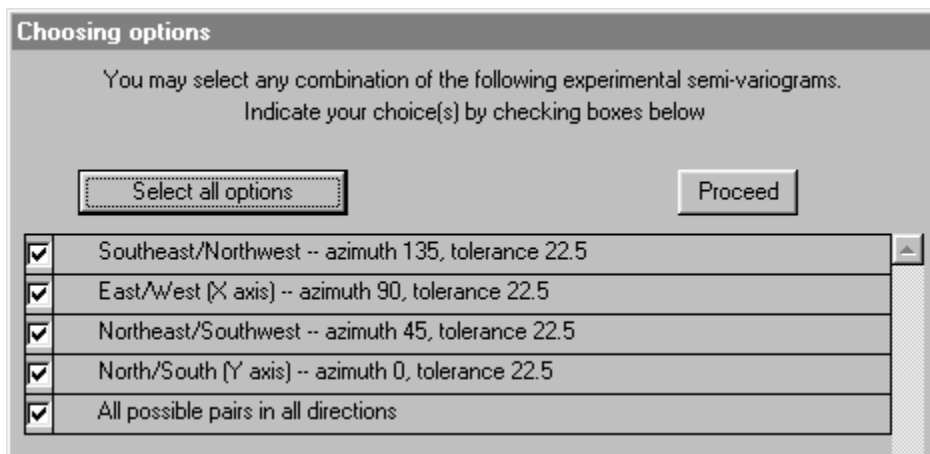 Choosing options
You may select any combination of the following experimental semi-variograms.
Indicate your choice(s) by checking boxes below
Select all options
Proceed
Southeast/Northwest -- azimuth 135, tolerance 22.5
East/West (X axis) -- azimuth 90, tolerance 22.5
Northeast/Southwest -- azimuth 45, tolerance 22.5
North/South (Y axis) -- azimuth 0, tolerance 22.5
All possible pairs in all directions